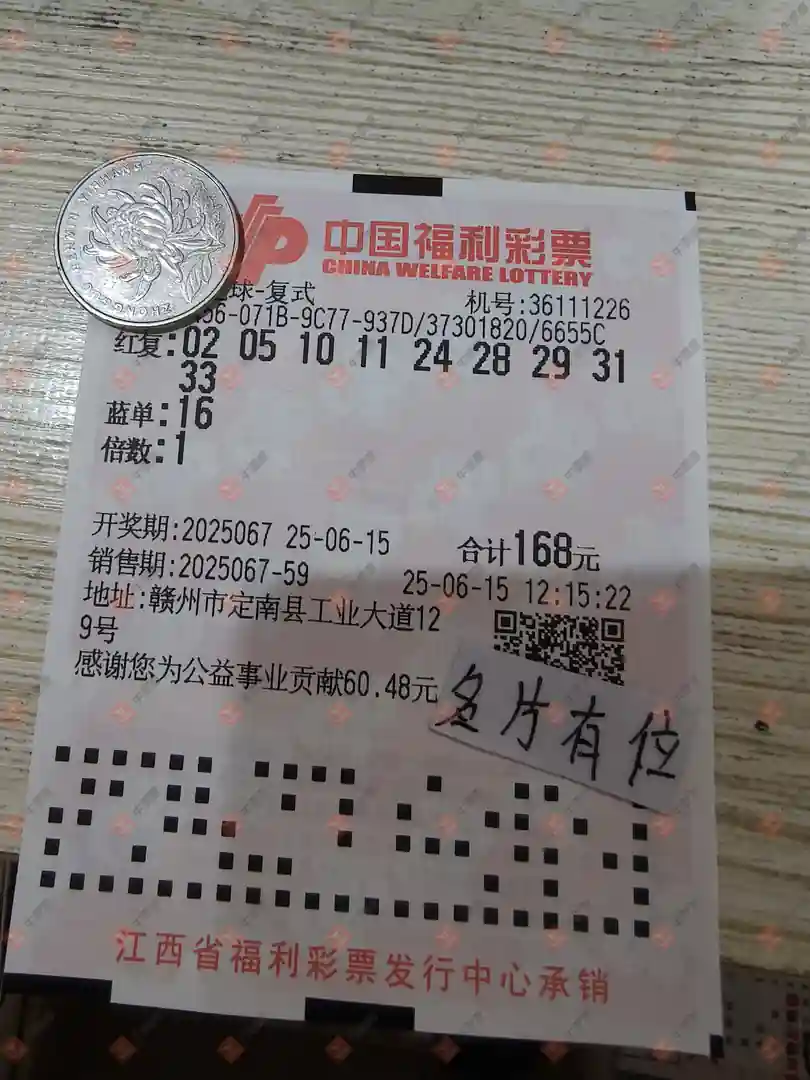 中国福利彩票
CHINA WELFARE LOTTERY
球-复式 机号:36111226
56-071B-9C77-937D/37301820/6655C
红复:02 05 10 11 24 28 29 31
33
蓝单:16
倍数:1
开奖期:2025067 25-06-15 合计168元
销售期:2025067-59 25-06-15 12:15:22
地址:赣州市定南县工业大道12
9号
感谢您为公益事业贡献60.48元
名片有位
江西省福利彩票发行中心承销